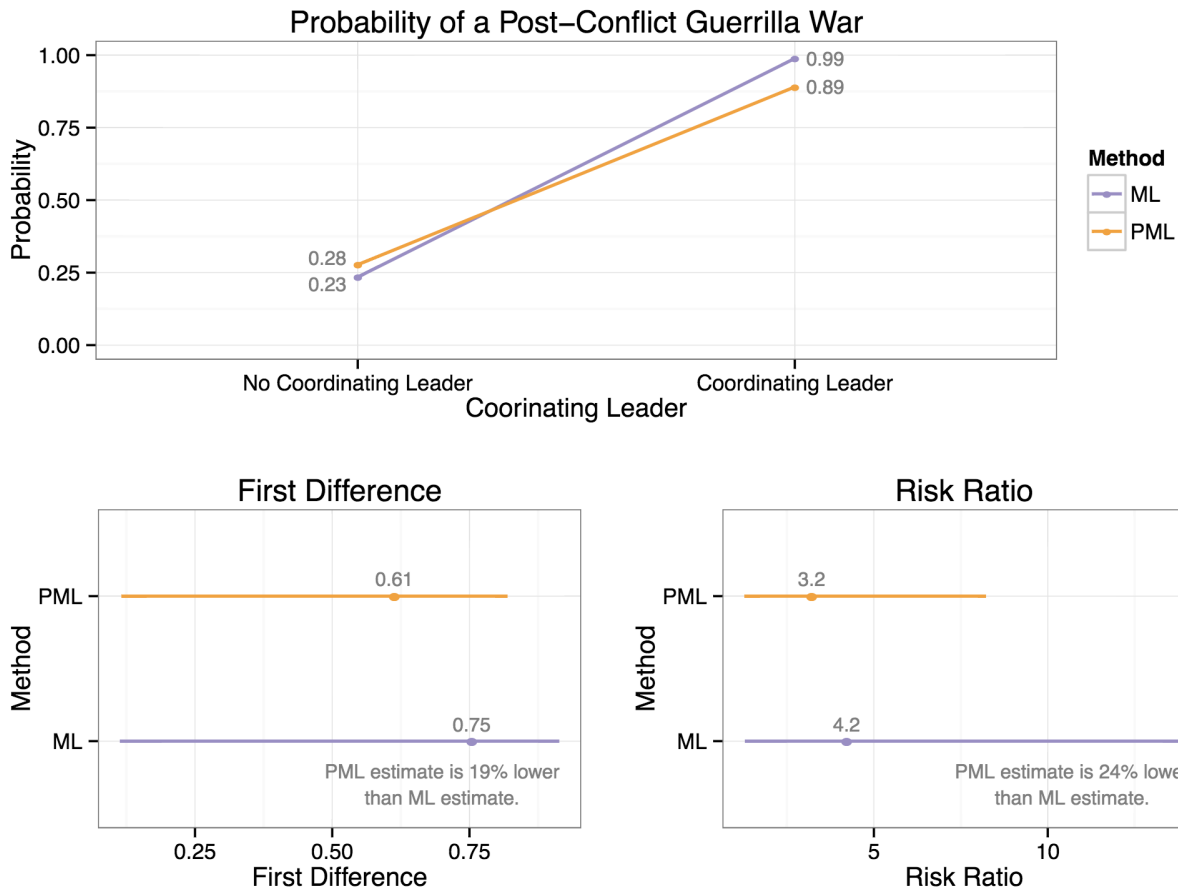 Probability of a Post−Conflict Guerrilla War
1.00
0.75
0.50
0.25
0.00
Probability
0.99
0.89
0.28
0.23
No Coordinating Leader
Coordinating Leader
Coorinating Leader
Method
ML
PML
First Difference
PML
ML
Method
0.61
0.75
PML estimate is 19% lower
than ML estimate.
0.25
0.50
0.75
First Difference
Risk Ratio
PML
ML
Method
3.2
4.2
PML estimate is 24% lowe
than ML estimate.
5
10
Risk Ratio